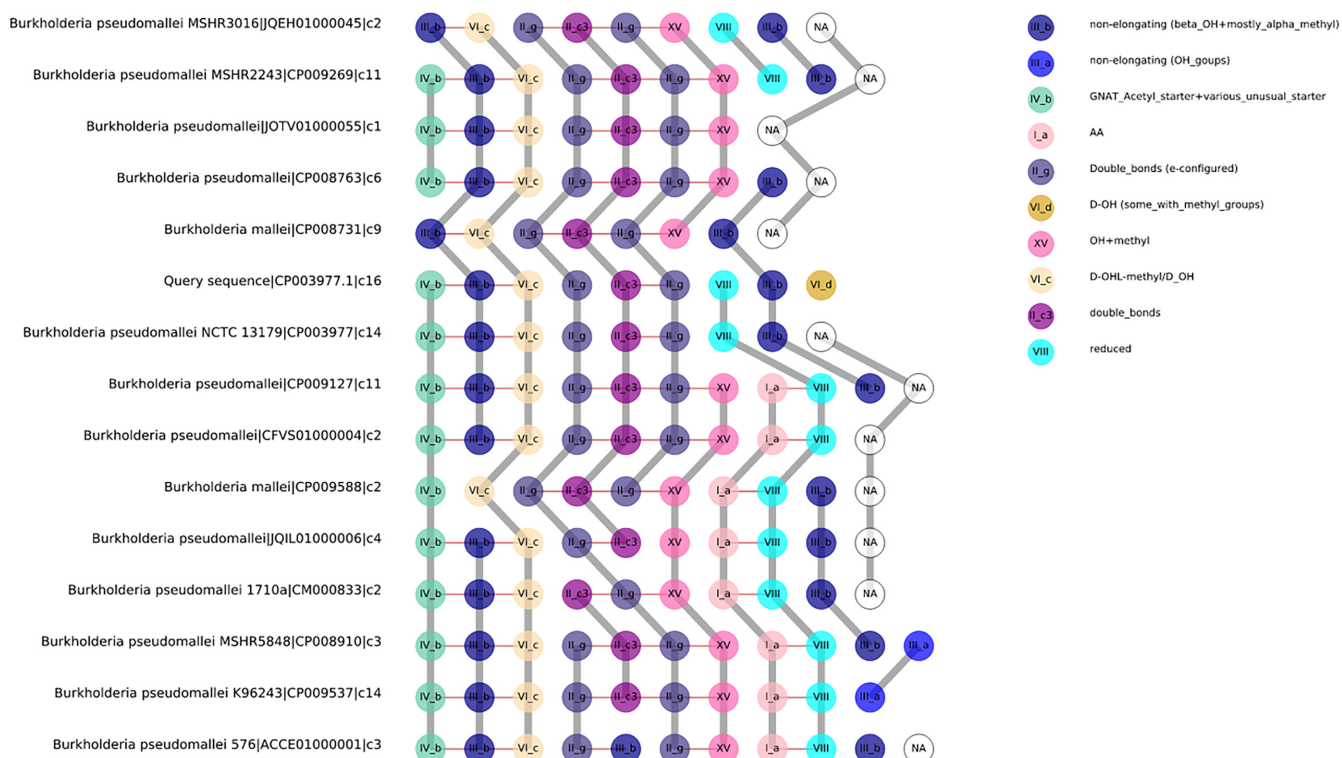 Burkholderia pseudomallei MSHR3016|JQEH01000045|c2 III_b VI_c II_g II_c3 II_g XV VIII III_b NA
Burkholderia pseudomallei MSHR2243|CP009269|c11 IV_b III_b VI_c II_g II_c3 II_g XV VIII III_b NA
Burkholderia pseudomallei|JOTV01000055|c1 IV_b III_b VI_c II_g II_c3 II_g XV NA
Burkholderia pseudomallei|CP008763|c6 IV_b III_b VI_c II_g II_c3 II_g XV III_b NA
Burkholderia mallei|CP008731|c9 III_b VI_c II_g II_c3 II_g XV III_b NA
Query sequence|CP003977.1|c16 IV_b III_b VI_c II_g II_c3 II_g VIII III_b VI_d
Burkholderia pseudomallei NCTC 13179|CP003977|c14 IV_b III_b VI_c II_g II_c3 II_g VIII III_b NA
Burkholderia pseudomallei|CP009127|c11 IV_b III_b VI_c II_g II_c3 II_g XV I_a VIII III_b NA
Burkholderia pseudomallei|CFVS01000004|c2 IV_b III_b VI_c II_g II_c3 II_g XV I_a VIII NA
Burkholderia mallei|CP009588|c2 IV_b VI_c II_g II_c3 II_g XV I_a VIII III_b NA
Burkholderia pseudomallei|JQIL01000006|c4 IV_b III_b VI_c II_g II_c3 XV I_a VIII III_b NA
Burkholderia pseudomallei 1710a|CM000833|c2 IV_b III_b VI_c II_c3 II_g XV I_a VIII III_b NA
Burkholderia pseudomallei MSHR5848|CP008910|c3 IV_b III_b VI_c II_g II_c3 II_g XV I_a VIII III_b III_a
Burkholderia pseudomallei K96243|CP009537|c14 IV_b III_b VI_c II_g II_c3 II_g XV I_a VIII III_a
Burkholderia pseudomallei 576|ACCE01000001|c3 IV_b III_b VI_c II_g III_b II_g XV I_a VIII III_b NA
III_b non-elongating (beta_OH+mostly_alpha_methyl)
III_a non-elongating (OH_goups)
IV_b GNAT_Acetyl_starter+various_unusual_starter
I_a AA
II_g Double_bonds (e-configured)
VI_d D-OH (some_with_methyl_groups)
XV OH+methyl
VI_c D-OHL-methyl/D_OH
II_c3 double_bonds
VIII reduced